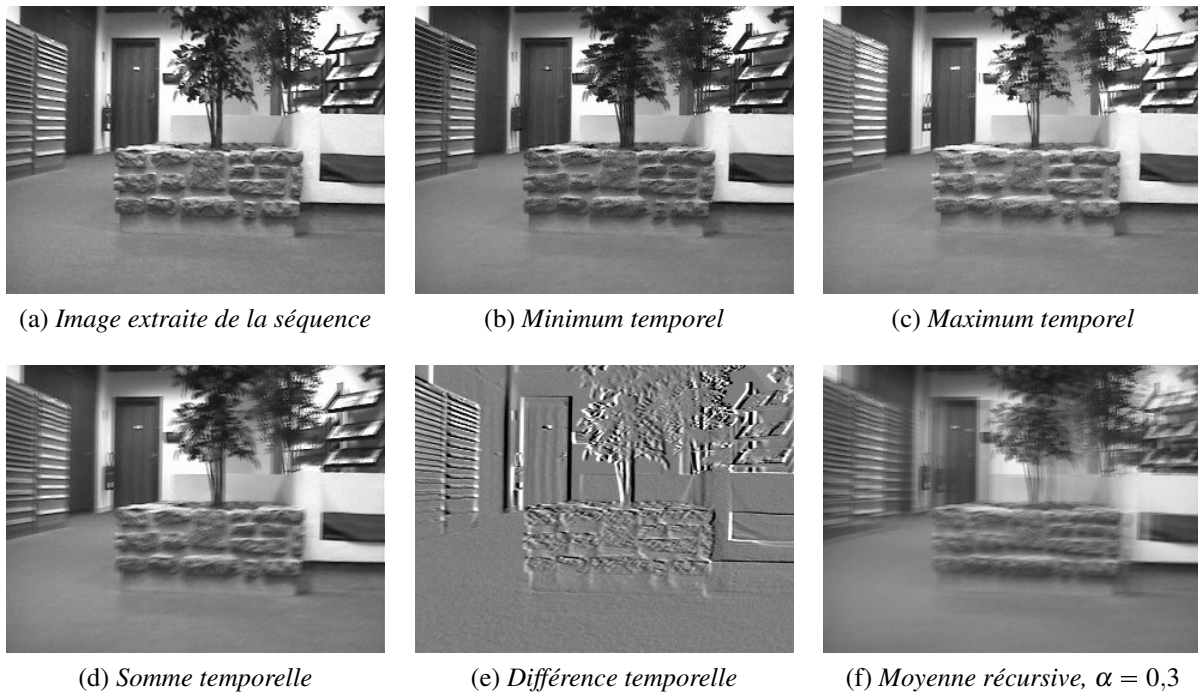 (a) Image extraite de la séquence
(b) Minimum temporel
(c) Maximum temporel
(d) Somme temporelle
(e) Différence temporelle
(f) Moyenne récursive, α = 0,3